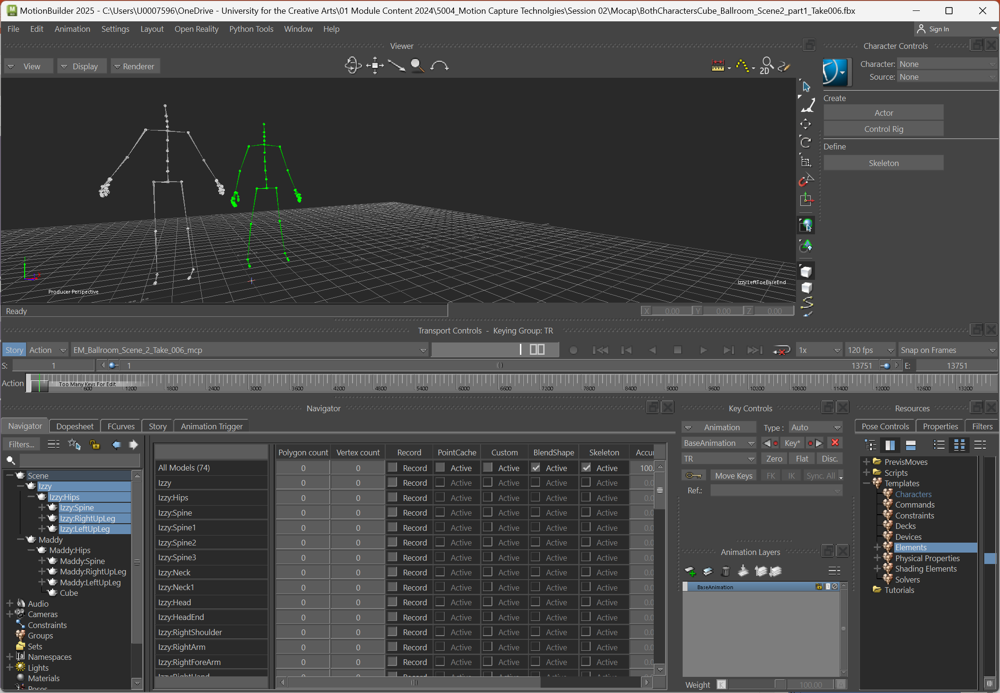 MotionBuilder 2025 - C:\Users\U0007596\OneDrive - University for the Creative Arts\01 Module Content 2024\5004_Motion Capture Technolgies\Session 02\Mocap\BothCharactersCube_Ballroom_Scene2_part1_Take006.fbx
File Edit Animation Settings Layout Open Reality Python Tools Window Help
Sign In
Viewer
Character Controls
View Display Renderer
2D
Character: None
Source: None
Create
Actor
Control Rig
Define
Skeleton
Producer Perspective
Izzy:LeftToeBaseEnd
Ready
X 0.00 Y 0.00 Z 0.00
Transport Controls - Keying Group: TR
Story Action EM_Ballroom_Scene_2_Take_006_mcp
1x 120 fps Snap on Frames
S: 1 1 13751 E: 13751
Action
Too Many Keys For Edit
600 1200 1800 2400 3000 3600 4200 4800 5400 6000 6600 7200 7800 8400 9000 9600 10200 10800 11400 12000 12600 13200
Navigator
Navigator Dopesheet FCurves Story Animation Trigger
Filters...
Scene
Izzy
Izzy:Hips
Izzy:Spine
Izzy:RightUpLeg
Izzy:LeftUpLeg
Maddy
Maddy:Hips
Maddy:Spine
Maddy:RightUpLeg
Maddy:LeftUpLeg
Cube
Audio
Cameras
Constraints
Groups
Sets
Namespaces
Lights
Materials
Poses
Polygon count Vertex count Record PointCache Custom BlendShape Skeleton Accur
All Models (74) 0 0 Record Active Active Active Active 100.
Izzy 0 0 Record Active Active Active Active 0.0
Izzy:Hips 0 0 Record Active Active Active Active 0.0
Izzy:Spine 0 0 Record Active Active Active Active 0.0
Izzy:Spine1 0 0 Record Active Active Active Active 0.0
Izzy:Spine2 0 0 Record Active Active Active Active 0.0
Izzy:Spine3 0 0 Record Active Active Active Active 0.0
Izzy:Neck 0 0 Record Active Active Active Active 0.0
Izzy:Neck1 0 0 Record Active Active Active Active 0.0
Izzy:Head 0 0 Record Active Active Active Active 0.0
Izzy:HeadEnd 0 0 Record Active Active Active Active 0.0
Izzy:RightShoulder 0 0 Record Active Active Active Active 0.0
Izzy:RightArm 0 0 Record Active Active Active Active 0.0
Izzy:RightForeArm 0 0 Record Active Active Active Active 0.0
Izzy:RightHand
Key Controls
Animation Type : Auto
BaseAnimation Key*
TR Zero Flat Disc.
Move Keys FK IK Sync. All
Ref.:
Animation Layers
BaseAnimation 1
Weight K 100.00 A
Resources
Pose Controls Properties Filters
PrevisMoves
Scripts
Templates
Characters
Commands
Constraints
Decks
Devices
Elements
Physical Properties
Shading Elements
Solvers
Tutorials